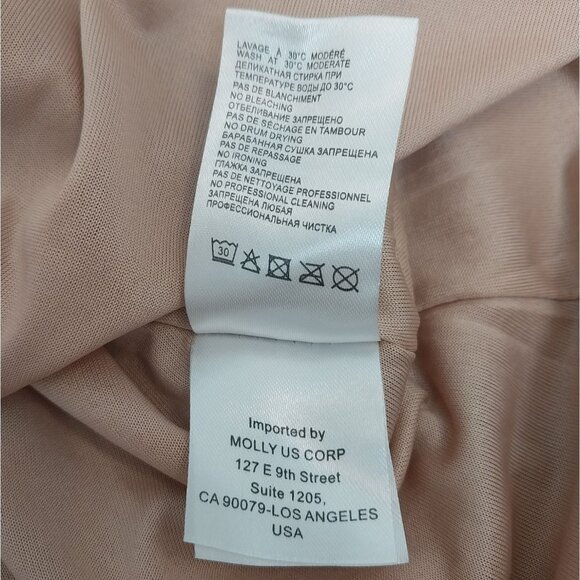 LAVAGE À 30°C MODÉRÉ
WASH AT 30°C MODERATE
ДЕЛИКАТНАЯ СТИРКА ПРИ
ТЕМПЕРАТУРЕ ВОДЫ ДО 30°C
PAS DE BLANCHIMENT
NO BLEACHING
ОТБЕЛИВАНИЕ ЗАПРЕЩЕНО
PAS DE SÉCHAGE EN TAMBOUR
NO DRUM DRYING
БАРАБАННАЯ СУШКА ЗАПРЕЩЕНА
PAS DE REPASSAGE
NO IRONING
ГЛАЖКА ЗАПРЕЩЕНА
PAS DE NETTOYAGE PROFESSIONNEL
NO PROFESSIONAL CLEANING
ЗАПРЕЩЕНА ЛЮБАЯ
ПРОФЕССИОНАЛЬНАЯ ЧИСТКА
30
Imported by
MOLLY US CORP
127 E 9th Street
Suite 1205,
CA 90079-LOS ANGELES
USA